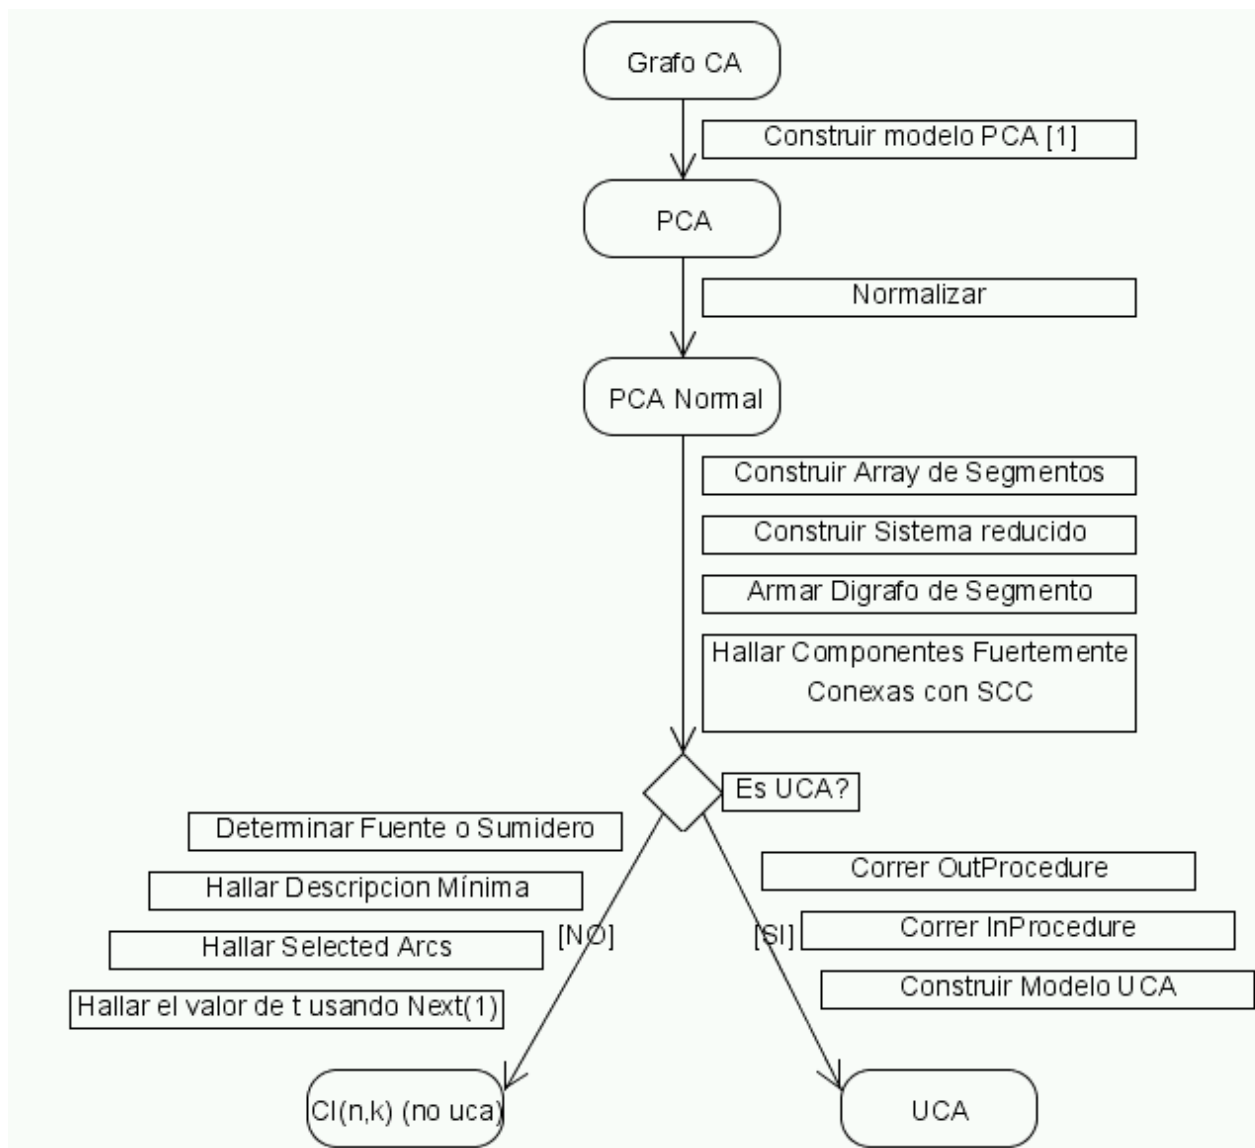 Grafo CA
Construir modelo PCA [1]
PCA
Normalizar
PCA Normal
Construir Array de Segmentos
Construir Sistema reducido
Armar Digrafo de Segmento
Hallar Componentes Fuertemente
Conexas con SCC
Es UCA?
Determinar Fuente o Sumidero
Hallar Descripcion Mínima
Hallar Selected Arcs
Hallar el valor de t usando Next(1)
[NO]
[SI]
Correr OutProcedure
Correr InProcedure
Construir Modelo UCA
CI(n,k) (no uca)
UCA